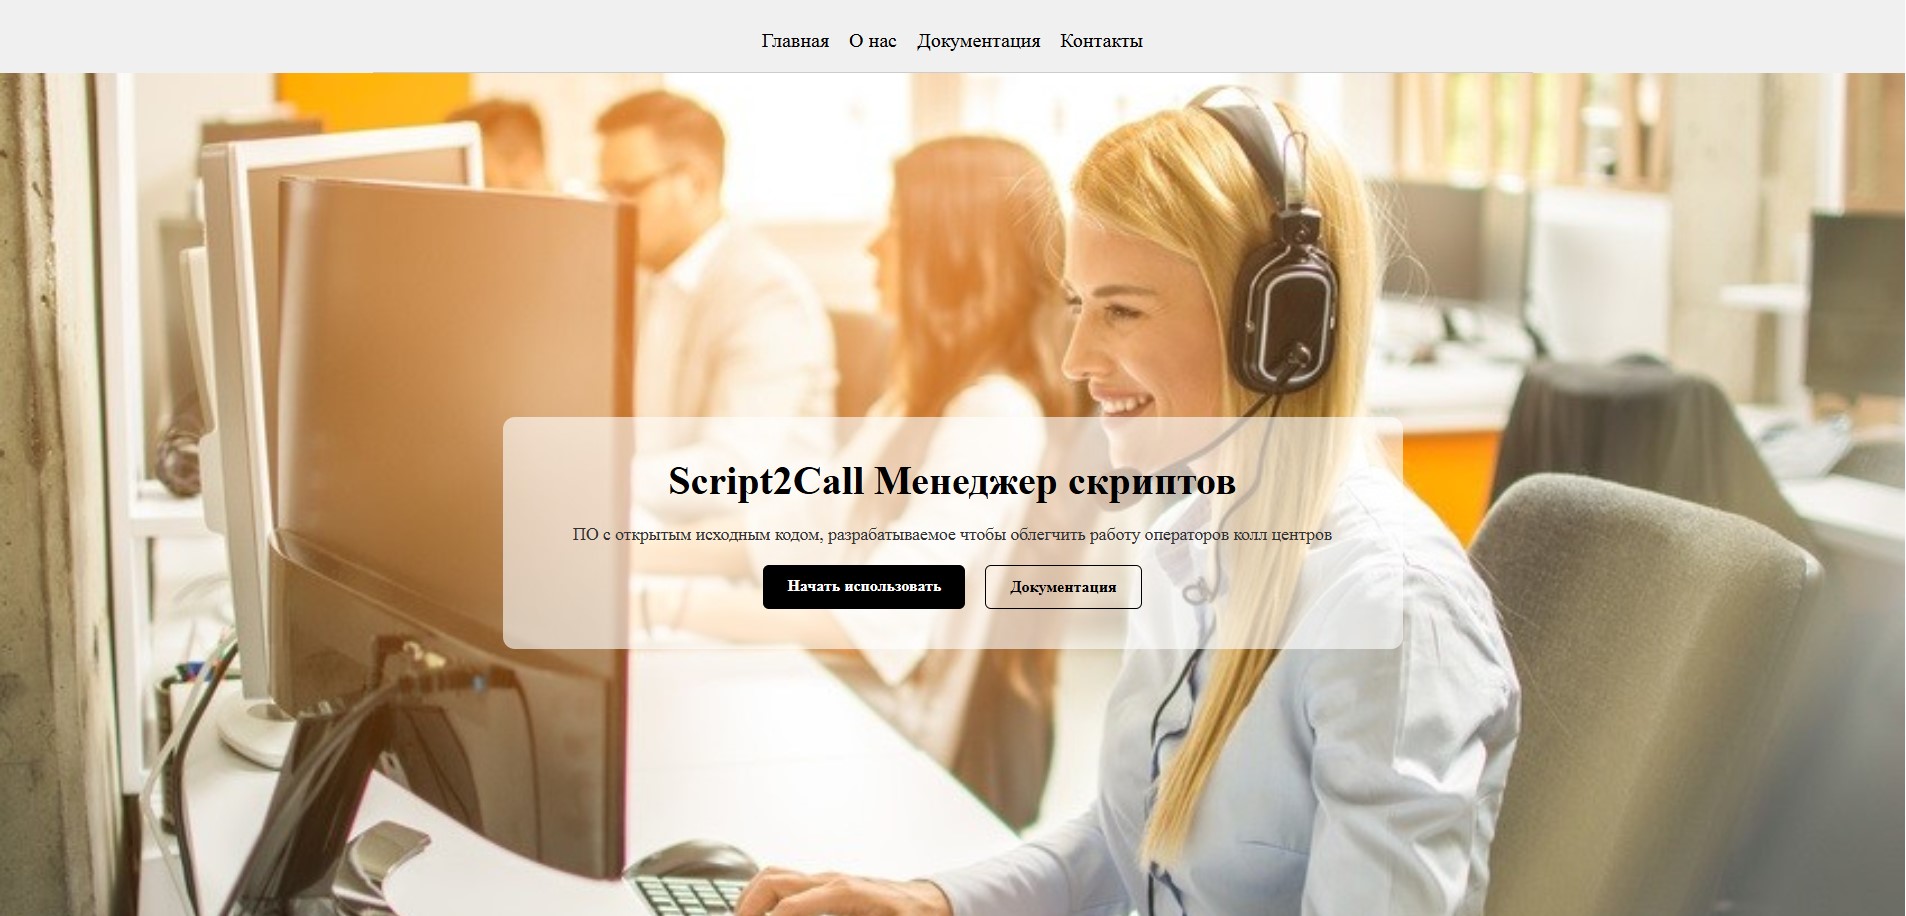 Главная О нас Документация Контакты
Script2Call Менеджер скриптов
ПО с открытым исходным кодом, разрабатываемое чтобы облегчить работу операторов колл центров
Начать использовать Документация